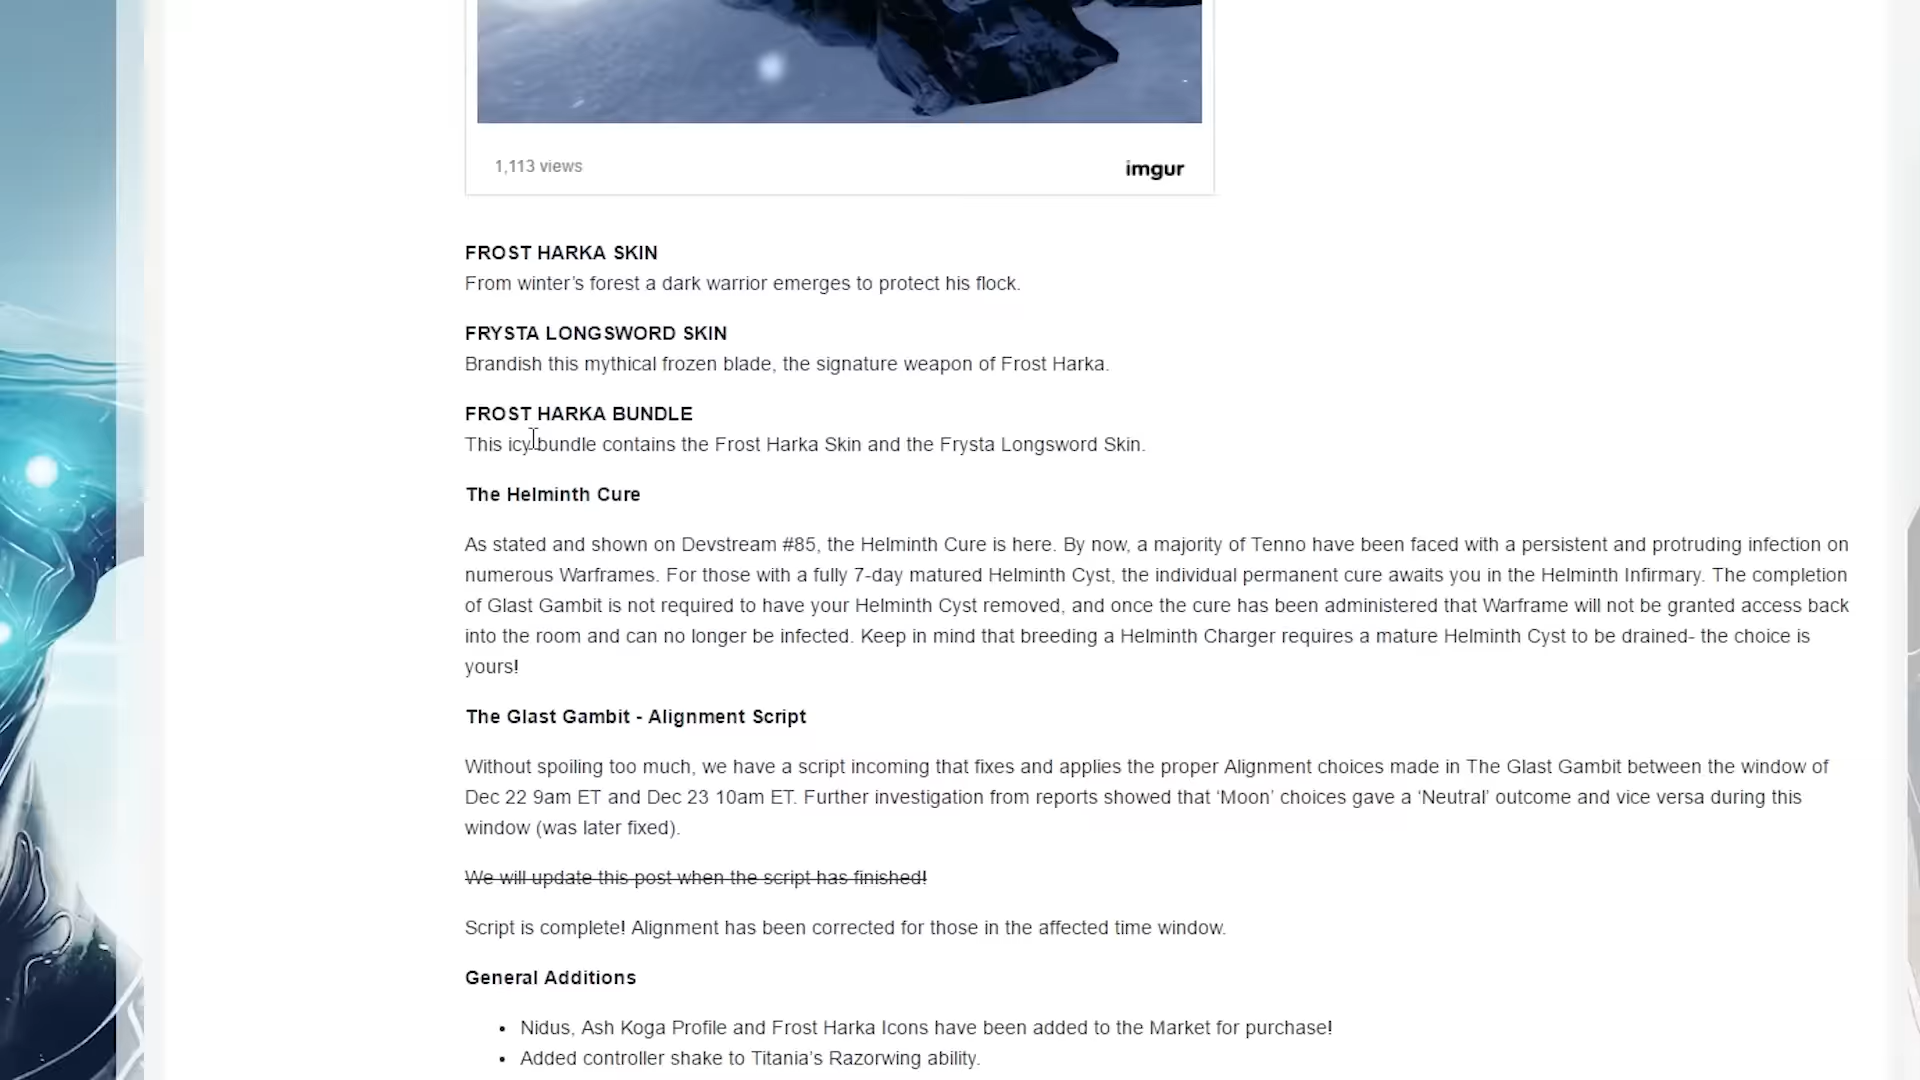 1,113 views
imgur
FROST HARKA SKIN
From winter’s forest a dark warrior emerges to protect his flock.
FRYSTA LONGSWORD SKIN
Brandish this mythical frozen blade, the signature weapon of Frost Harka.
FROST HARKA BUNDLE
This icy bundle contains the Frost Harka Skin and the Frysta Longsword Skin.
The Helminth Cure
As stated and shown on Devstream #85, the Helminth Cure is here. By now, a majority of Tenno have been faced with a persistent and protruding infection on
numerous Warframes. For those with a fully 7-day matured Helminth Cyst, the individual permanent cure awaits you in the Helminth Infirmary. The completion
of Glast Gambit is not required to have your Helminth Cyst removed, and once the cure has been administered that Warframe will not be granted access back
into the room and can no longer be infected. Keep in mind that breeding a Helminth Charger requires a mature Helminth Cyst to be drained- the choice is
yours!
The Glast Gambit - Alignment Script
Without spoiling too much, we have a script incoming that fixes and applies the proper Alignment choices made in The Glast Gambit between the window of
Dec 22 9am ET and Dec 23 10am ET. Further investigation from reports showed that ‘Moon’ choices gave a ‘Neutral’ outcome and vice versa during this
window (was later fixed).
We will update this post when the script has finished!
Script is complete! Alignment has been corrected for those in the affected time window.
General Additions
• Nidus, Ash Koga Profile and Frost Harka Icons have been added to the Market for purchase!
• Added controller shake to Titania’s Razorwing ability.